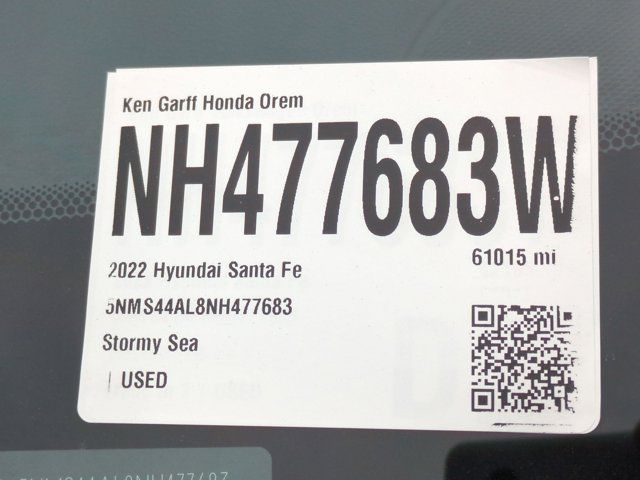 Ken Garff Honda Orem
NH477683W
61015 mi
2022 Hyundai Santa Fe
5NMS44AL8NH477683
Stormy Sea
| USED